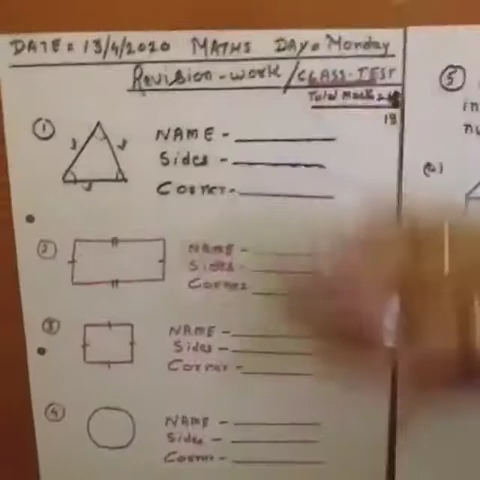 DATE = 13/4/2020 MATHS DAY = Monday
Revision-work / CLASS-TEST
Total Marks =
18
① NAME -
Sides -
Corner -
② NAME -
Sides -
Corner
③ NAME -
Sides -
Corner -
④ NAME -
Sides -
Corner -
⑤
in